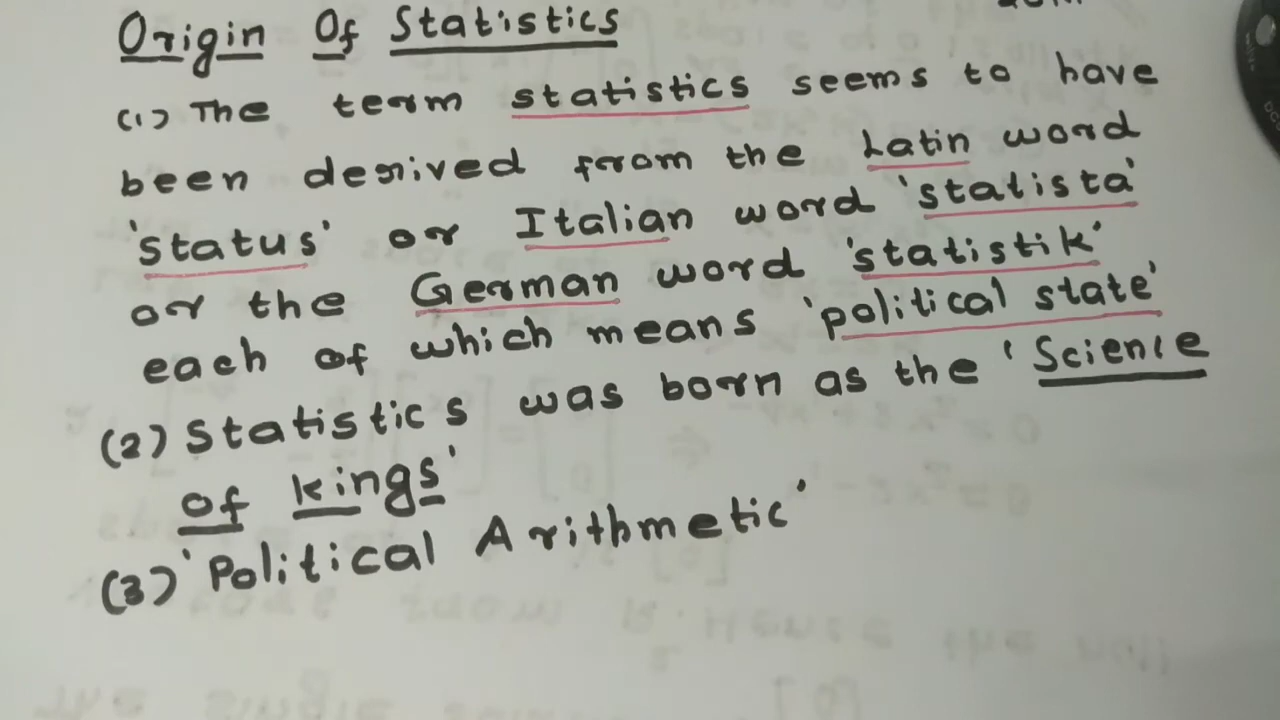 Origin Of Statistics
(1) The term statistics seems to have
been derived from the Latin word
'status' or Italian word 'statista'
or the German word 'statistik'
each of which means 'political state'
(2) Statistics was born as the 'Science
of kings'
(3) 'Political Arithmetic'